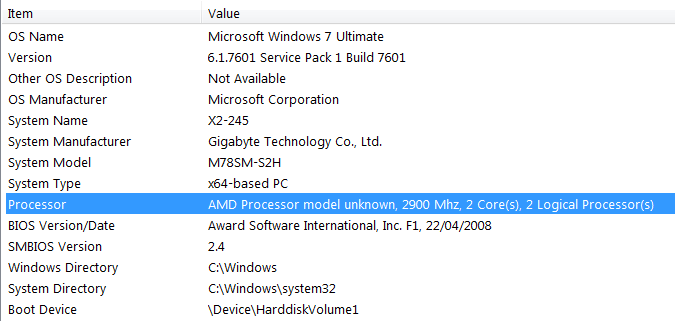 Item Value
OS Name Microsoft Windows 7 Ultimate
Version 6.1.7601 Service Pack 1 Build 7601
Other OS Description Not Available
OS Manufacturer Microsoft Corporation
System Name X2-245
System Manufacturer Gigabyte Technology Co., Ltd.
System Model M78SM-S2H
System Type x64-based PC
Processor AMD Processor model unknown, 2900 Mhz, 2 Core(s), 2 Logical Processor(s)
BIOS Version/Date Award Software International, Inc. F1, 22/04/2008
SMBIOS Version 2.4
Windows Directory C:\Windows
System Directory C:\Windows\system32
Boot Device \Device\HarddiskVolume1